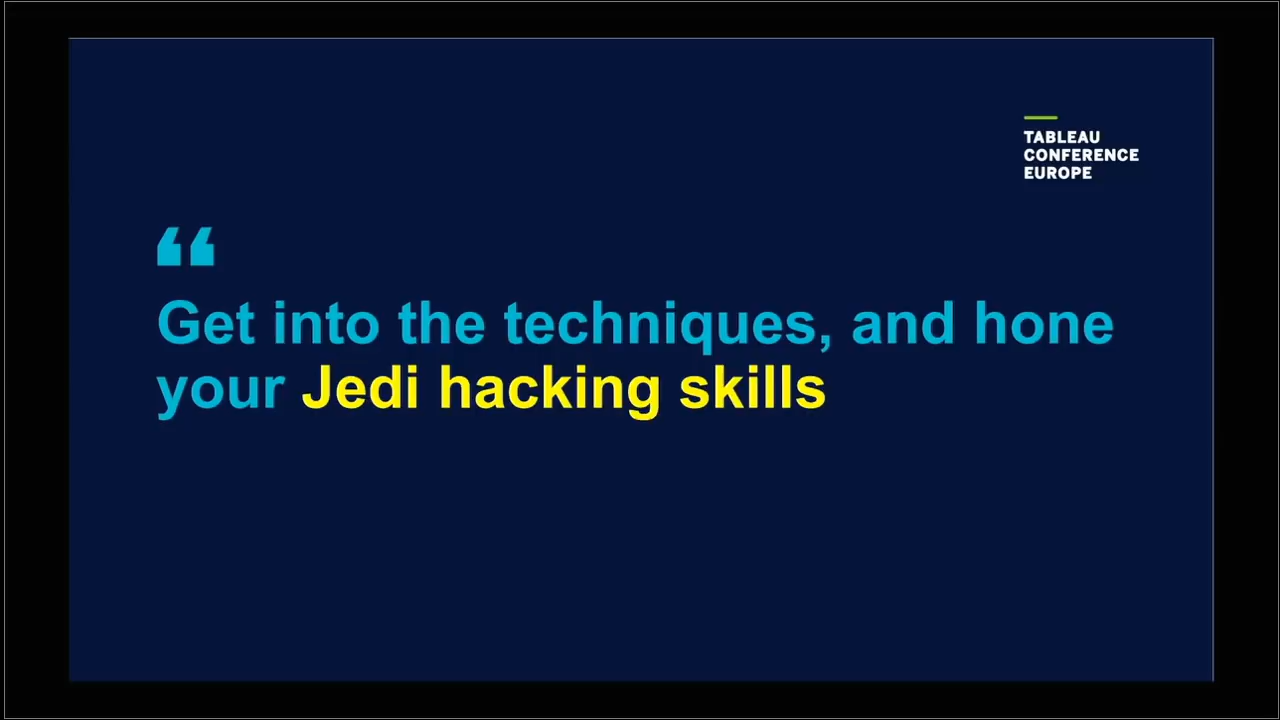 TABLEAU
CONFERENCE
EUROPE
“
Get into the techniques, and hone
your Jedi hacking skills